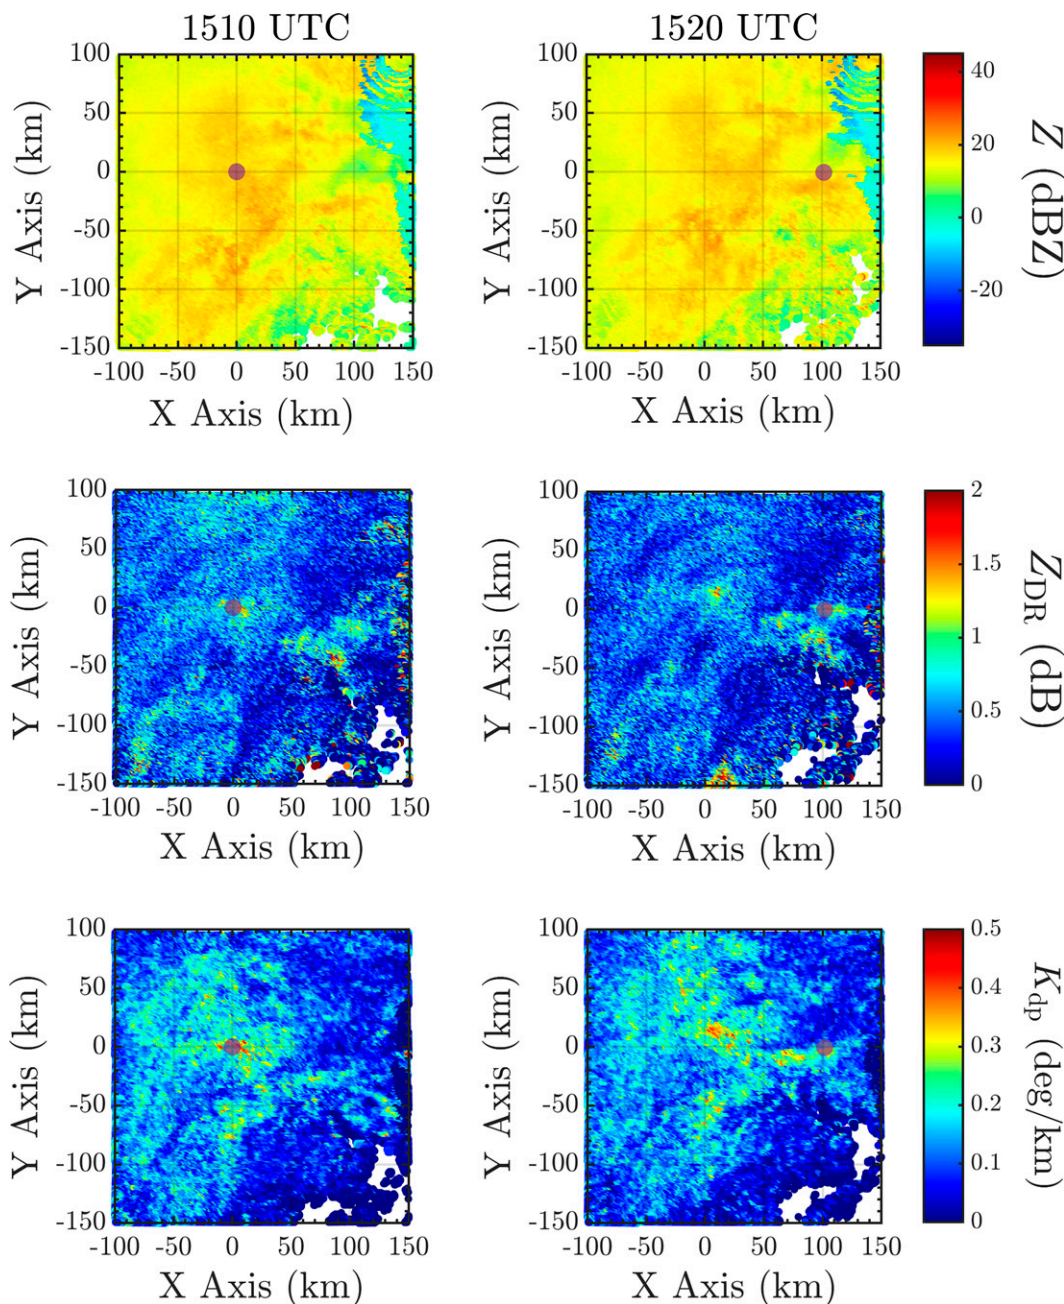 1510 UTC 1520 UTC
100 100 40
50 50 20
0 0 0
-50 -50 -20
-100 -100
-150 -150
-100 -50 0 50 100 150 -100 -50 0 50 100 150
X Axis (km) X Axis (km)
Y Axis (km) Y Axis (km) Z (dBZ)
100 100 2
50 50 1.5
0 0 1
-50 -50 0.5
-100 -100
-150 -150 0
-100 -50 0 50 100 150 -100 -50 0 50 100 150
X Axis (km) X Axis (km)
Y Axis (km) Y Axis (km) Z_DR (dB)
100 100 0.5
50 50 0.4
0 0 0.3
-50 -50 0.2
-100 -100 0.1
-150 -150 0
-100 -50 0 50 100 150 -100 -50 0 50 100 150
X Axis (km) X Axis (km)
Y Axis (km) Y Axis (km) K_dp (deg/km)